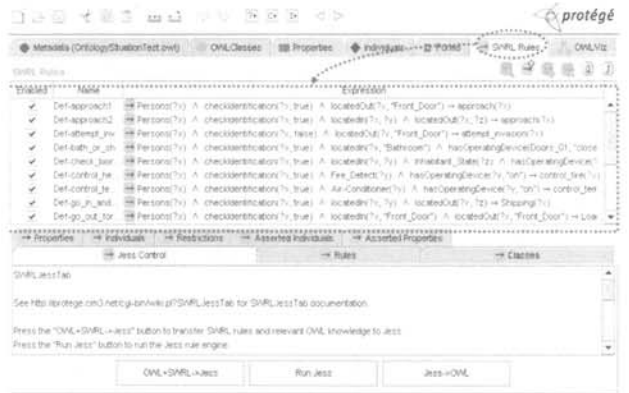 protégé
Metadata (Ontology/SituationTest.owl) OWLClasses Properties Individuals Forms SWRL Rules OWLViz
SWRL Rules
Enabled Name Expression
Def-approach1 Persons(?x) ∧ checkIdentification(?x, true) ∧ locatedOut(?x, "Front_Door") → approach(?x)
Def-approach2 Persons(?x) ∧ checkIdentification(?x, true) ∧ locatedIn(?x, ?y) ∧ locatedOut(?x, ?z) → approach(?x)
Def-attempt_inv Persons(?x) ∧ checkIdentification(?x, false) ∧ locatedOut(?x, "Front_Door") → attempt_invasion(?x)
Def-bath_or_sh Persons(?x) ∧ checkIdentification(?x, true) ∧ locatedIn(?x, "Bathroom") ∧ hasOperatingDevice(Doors_G1, "close
Def-check_door Persons(?x) ∧ checkIdentification(?x, true) ∧ locatedIn(?x, ?y) ∧ Inhabitant_State(?z) ∧ hasOperatingDevice(
Def-control_he Persons(?x) ∧ checkIdentification(?x, true) ∧ Fire_Detect(?y) ∧ hasOperatingDevice(?y, "on") → control_fire(
Def-control_te Persons(?x) ∧ checkIdentification(?x, true) ∧ Air-Conditioner(?y) ∧ hasOperatingDevice(?y, "on") → control_tem
Def-go_in_and Persons(?x) ∧ checkIdentification(?x, true) ∧ locatedIn(?x, ?y) ∧ locatedOut(?x, ?z) → Shipping(?x)
Def-go_out_for Persons(?x) ∧ checkIdentification(?x, true) ∧ locatedIn(?x, "Front_Door") ∧ locatedOut(?x, "Front_Door") →
→ Properties → Individuals → Restrictions → Asserted Individuals → Asserted Properties
→ Jess Control → Rules → Classes
SWRLJessTab
See http://protege.cim3.net/cgi-bin/wiki.pl?SWRLJessTab for SWRLJessTab documentation.
Press the "OWL+SWRL->Jess" button to transfer SWRL rules and relevant OWL knowledge to Jess
Press the "Run Jess" button to run the Jess rule engine.
OWL+SWRL->Jess Run Jess Jess->OWL